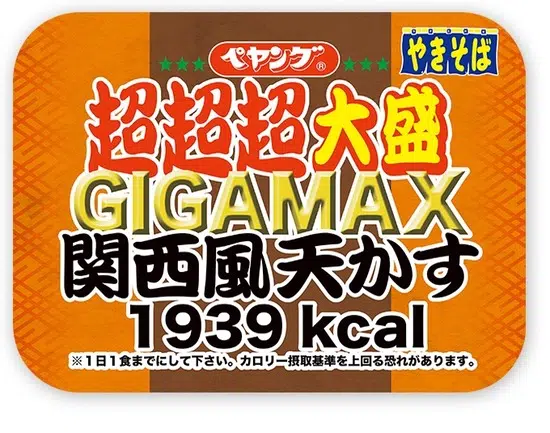 ペヤング®
やきそば
超超超大盛
GIGAMAX
関西風天かす
1939 kcal
※1日1食までにして下さい。カロリー摂取基準を上回る恐れがあります。